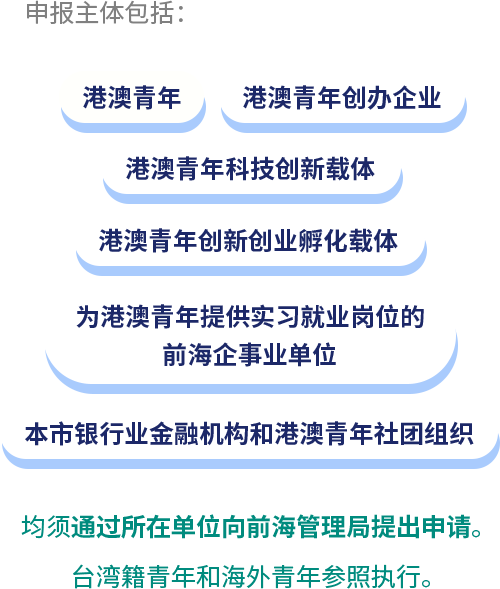 申报主体包括：
港澳青年 港澳青年创办企业
港澳青年科技创新载体
港澳青年创新创业孵化载体
为港澳青年提供实习就业岗位的
前海企事业单位
本市银行业金融机构和港澳青年社团组织
均须通过所在单位向前海管理局提出申请。
台湾籍青年和海外青年参照执行。